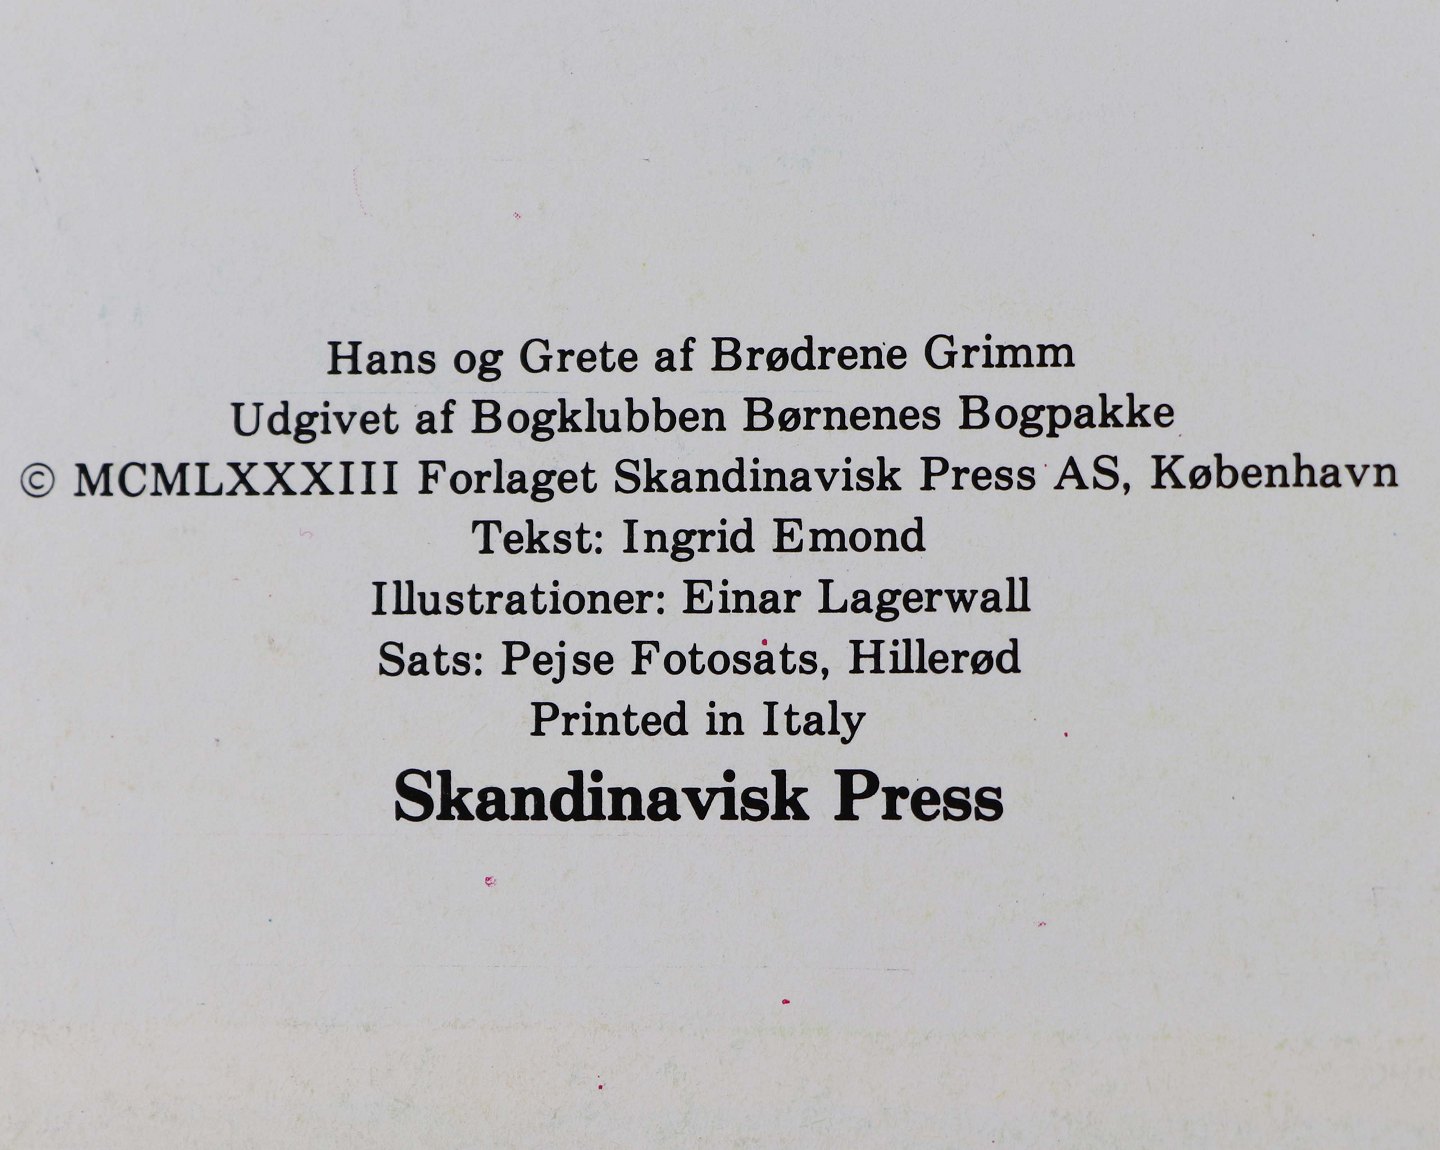 Hans og Grete af Brødrene Grimm
Udgivet af Bogklubben Børnenes Bogpakke
© MCMLXXXIII Forlaget Skandinavisk Press AS, København
Tekst: Ingrid Emond
Illustrationer: Einar Lagerwall
Sats: Pejse Fotosats, Hillerød
Printed in Italy
Skandinavisk Press